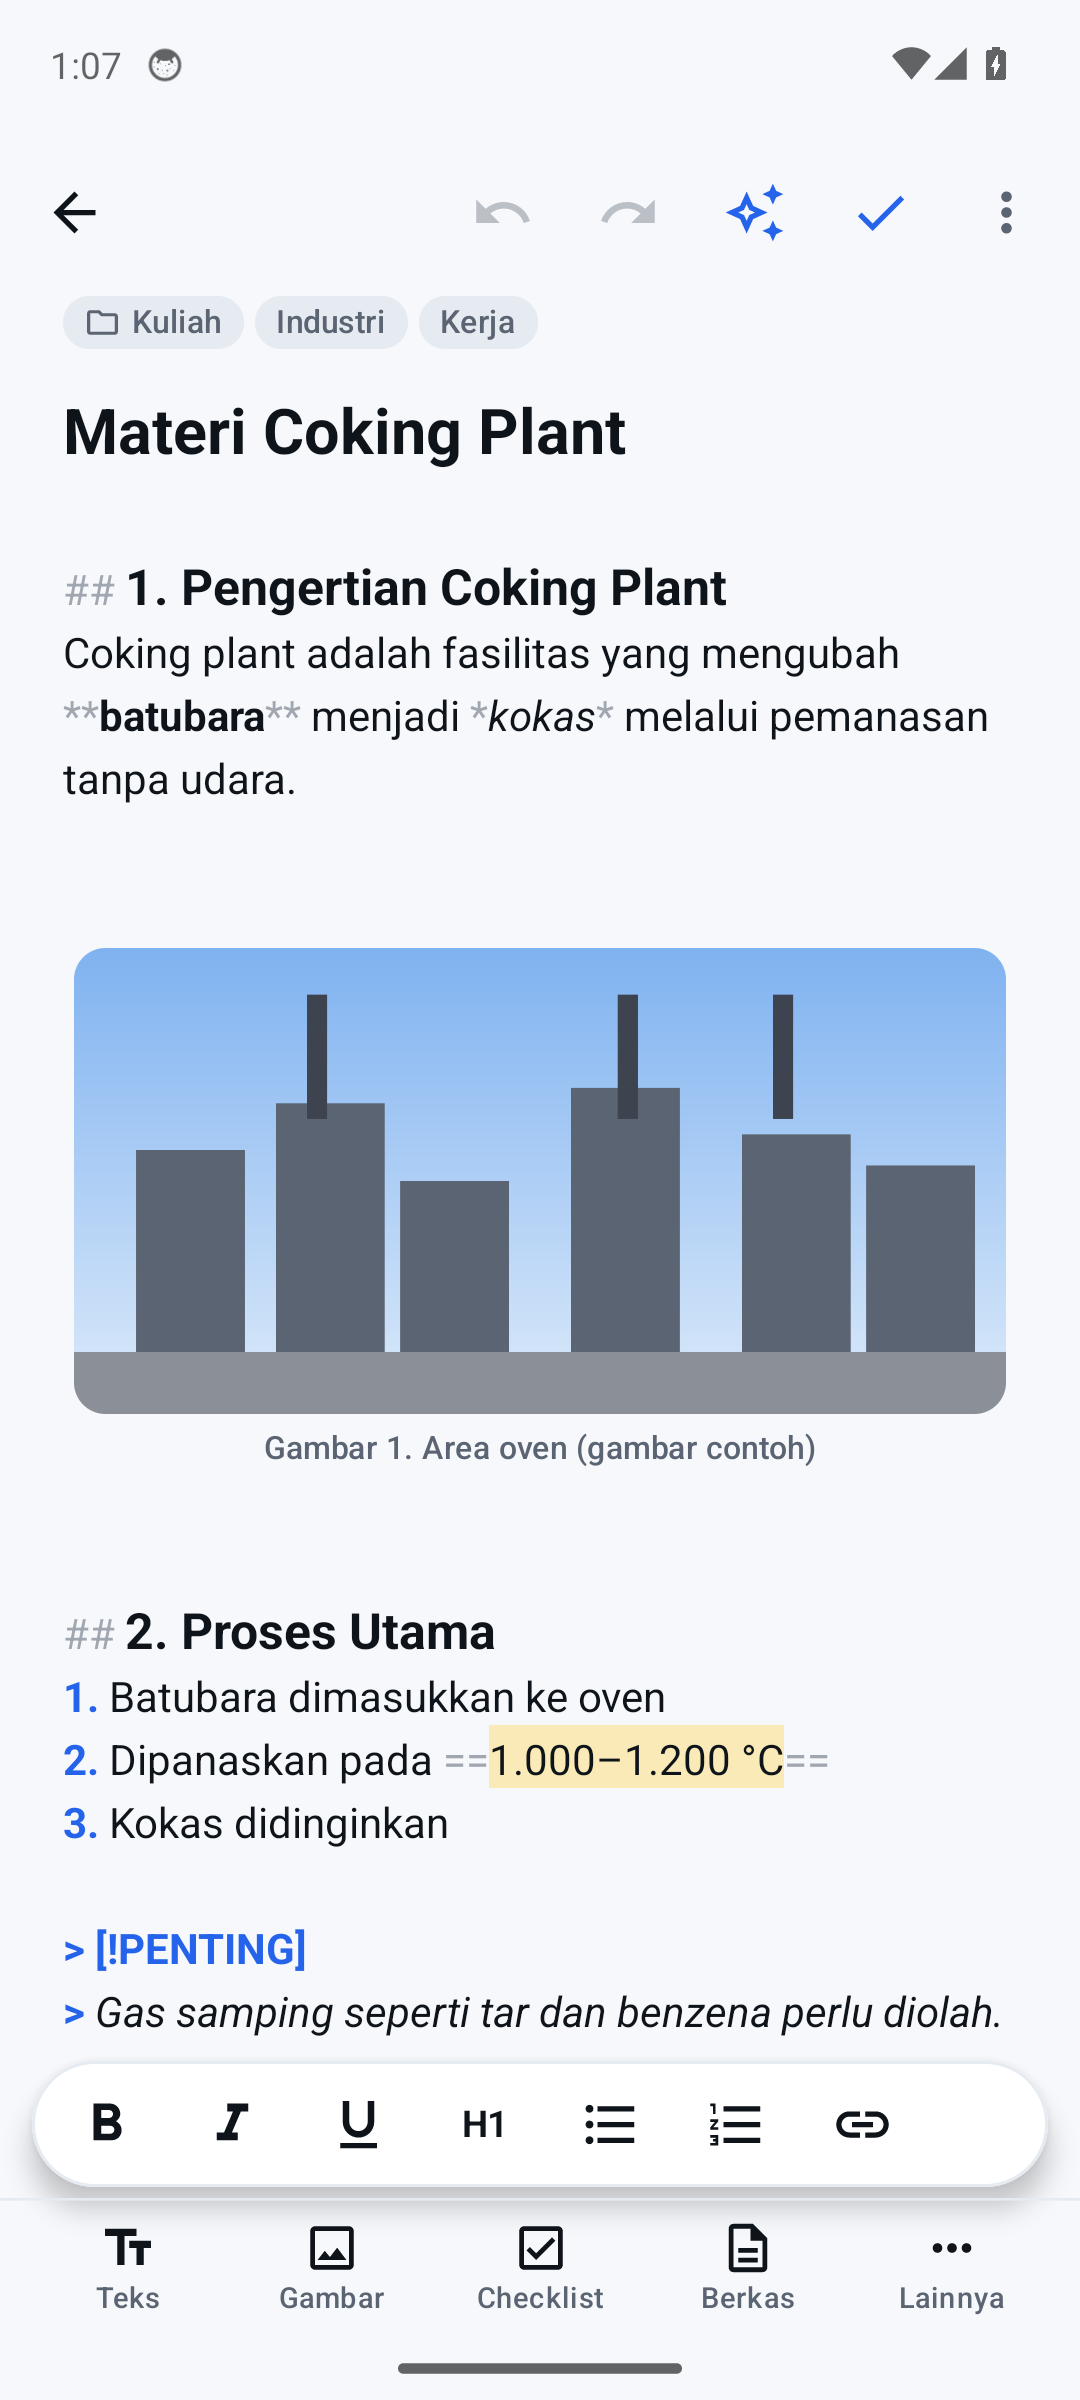 1:07
Kuliah Industri Kerja
Materi Coking Plant
## 1. Pengertian Coking Plant
Coking plant adalah fasilitas yang mengubah
**batubara** menjadi *kokas* melalui pemanasan
tanpa udara.
Gambar 1. Area oven (gambar contoh)
## 2. Proses Utama
1. Batubara dimasukkan ke oven
2. Dipanaskan pada ==1.000–1.200 °C==
3. Kokas didinginkan
> [!PENTING]
> Gas samping seperti tar dan benzena perlu diolah.
B I U H1
Teks Gambar Checklist Berkas Lainnya